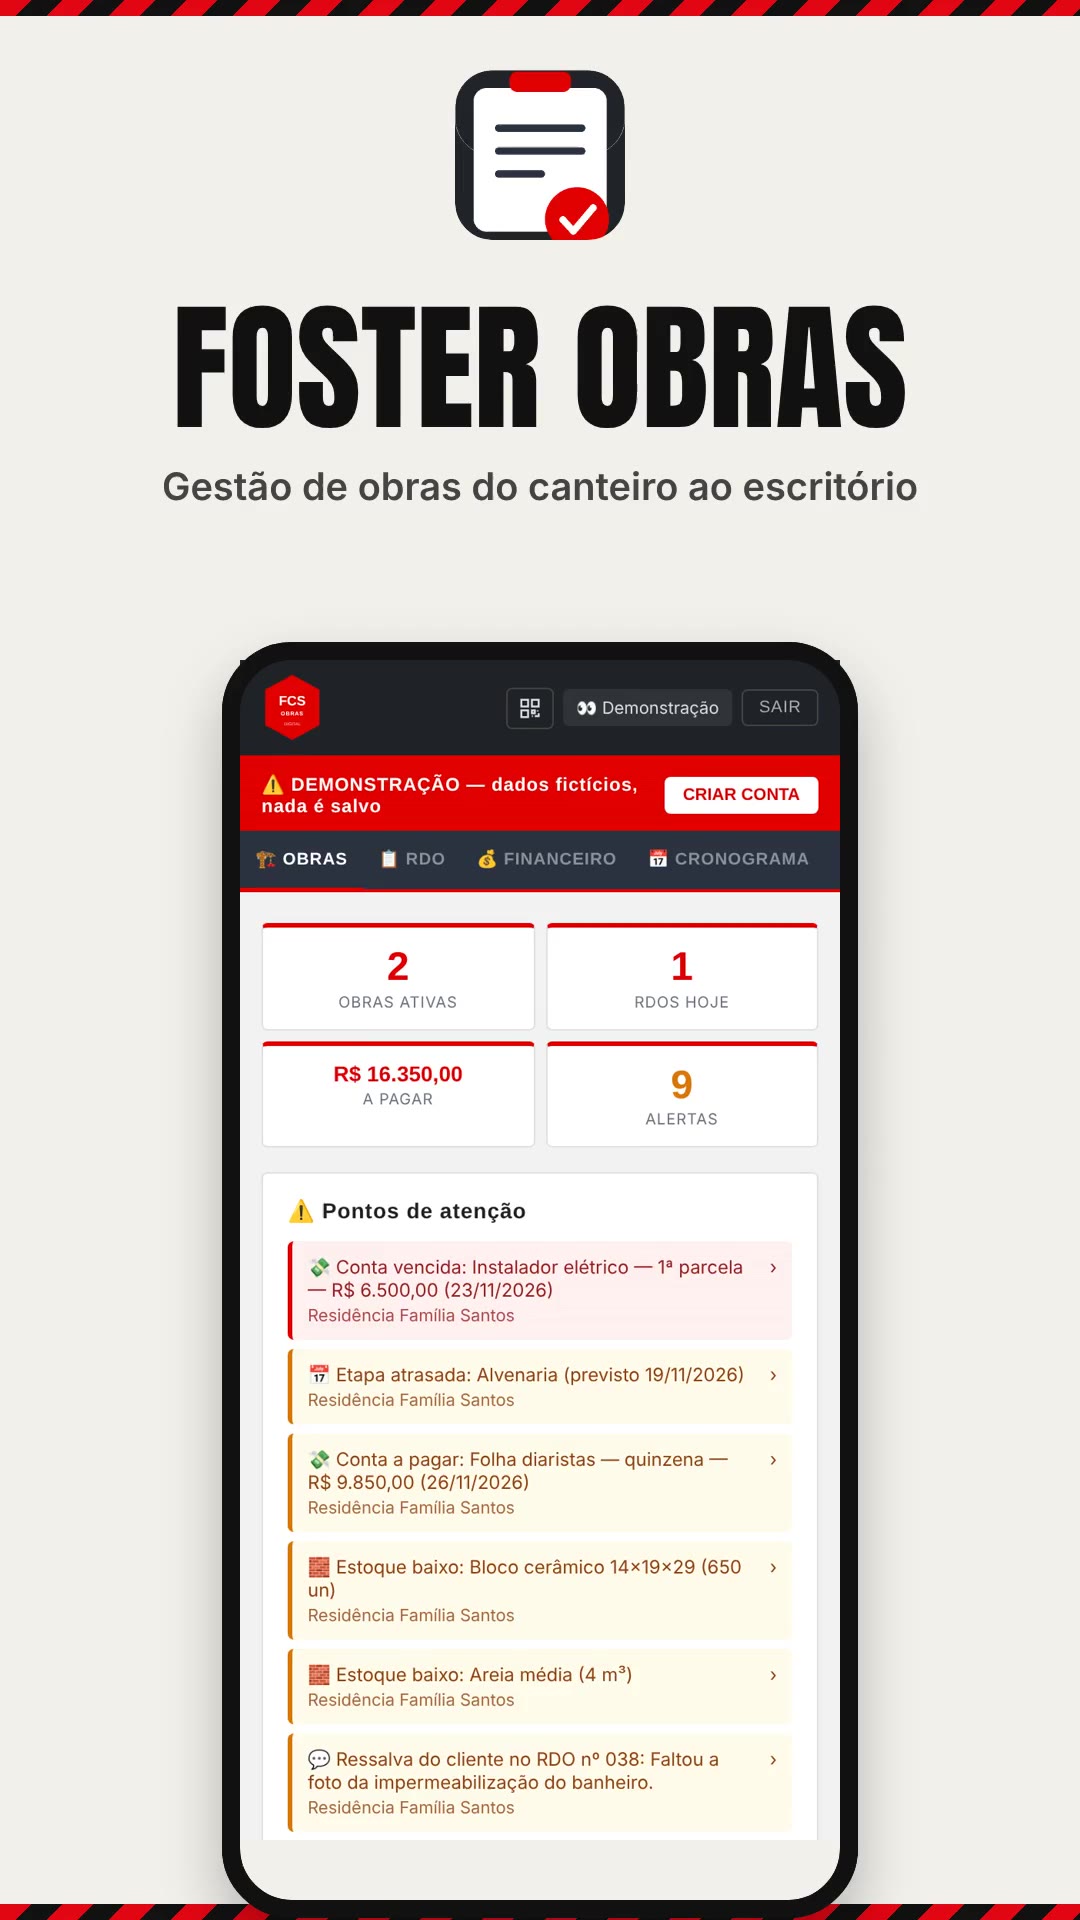 FOSTER OBRAS
Gestão de obras do canteiro ao escritório
FCS
OBRAS
DIGITAL
👀 Demonstração
SAIR
⚠️ DEMONSTRAÇÃO — dados fictícios,
nada é salvo
CRIAR CONTA
🏗️ OBRAS
📋 RDO
💰 FINANCEIRO
📅 CRONOGRAMA
2
OBRAS ATIVAS
1
RDOS HOJE
R$ 16.350,00
A PAGAR
9
ALERTAS
⚠️ Pontos de atenção
💸 Conta vencida: Instalador elétrico — 1ª parcela ›
— R$ 6.500,00 (23/11/2026)
Residência Família Santos
📅 Etapa atrasada: Alvenaria (previsto 19/11/2026) ›
Residência Família Santos
💸 Conta a pagar: Folha diaristas — quinzena — ›
R$ 9.850,00 (26/11/2026)
Residência Família Santos
🧱 Estoque baixo: Bloco cerâmico 14×19×29 (650 ›
un)
Residência Família Santos
🧱 Estoque baixo: Areia média (4 m³) ›
Residência Família Santos
💬 Ressalva do cliente no RDO nº 038: Faltou a ›
foto da impermeabilização do banheiro.
Residência Família Santos